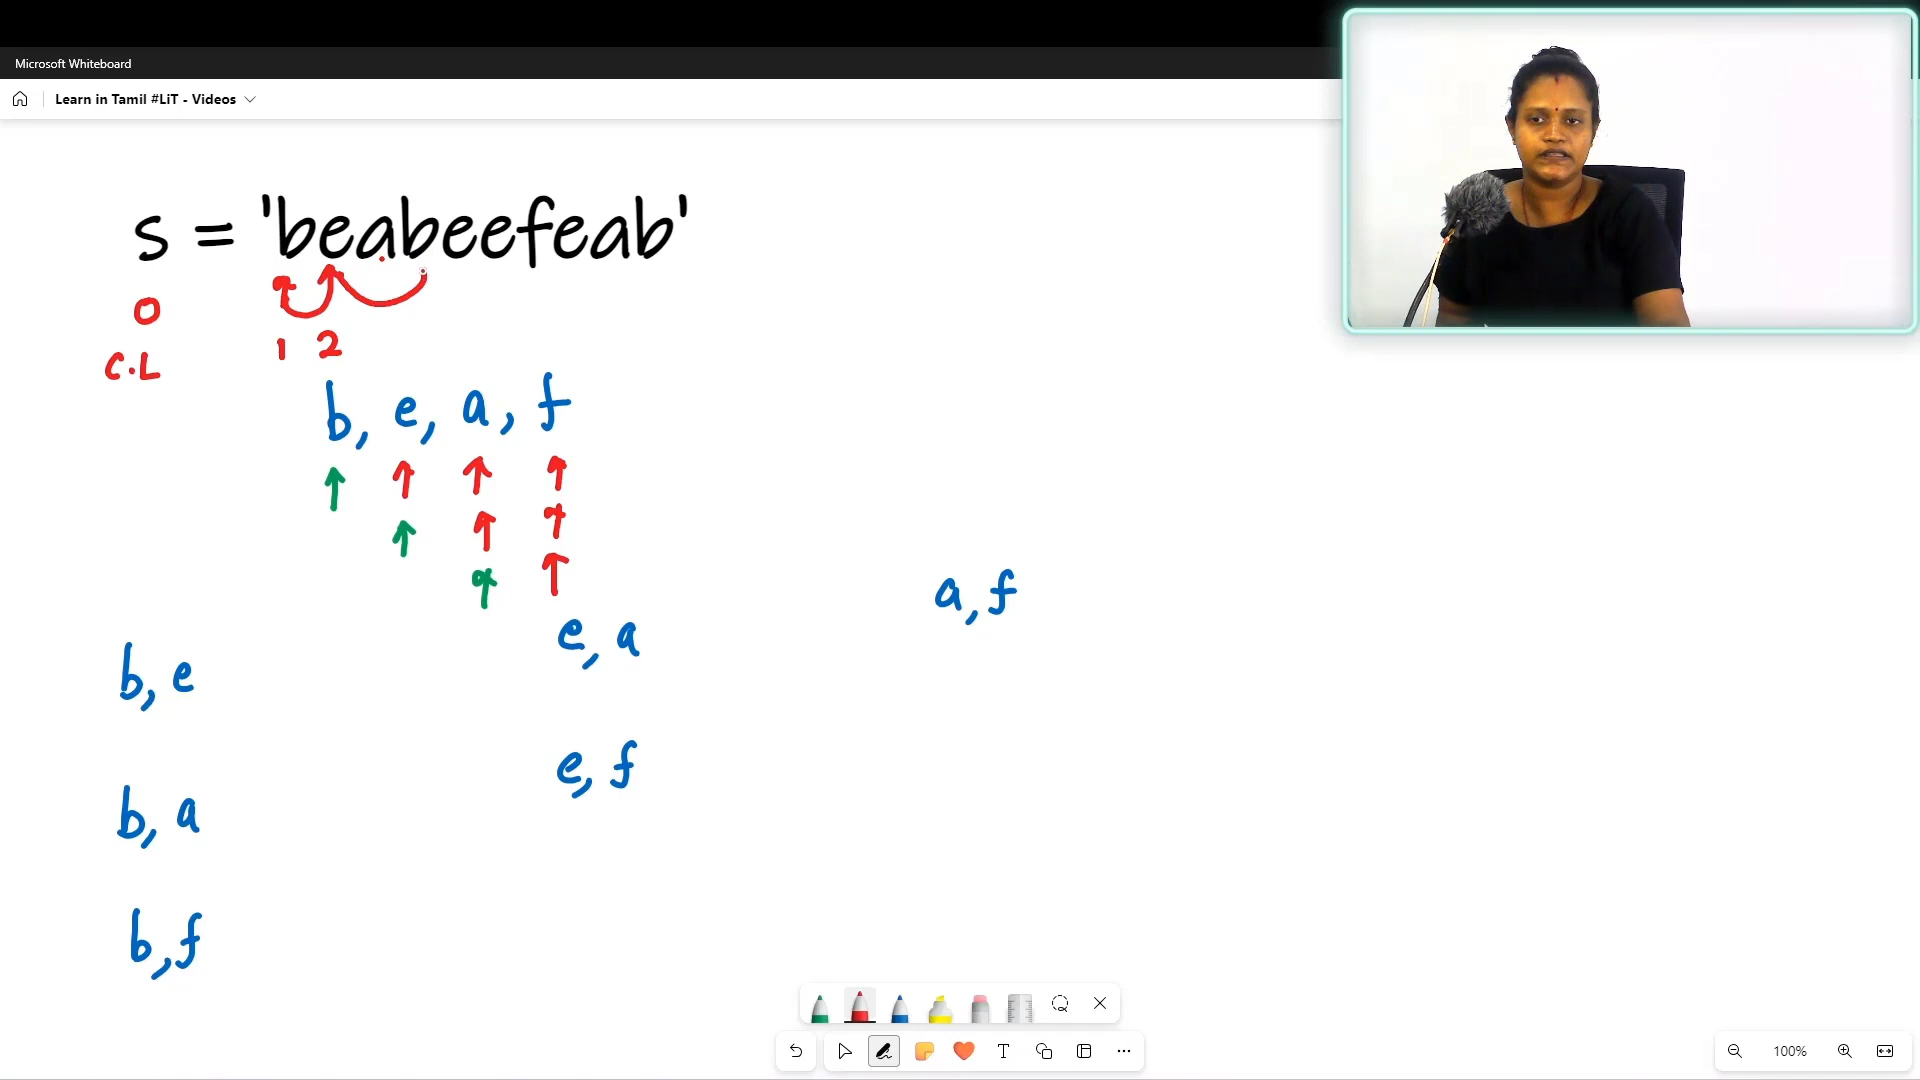 Microsoft Whiteboard
Learn in Tamil #LiT - Videos
s = 'beabeefeab'
0
C.L 1 2
b, e, a, f
a, f
e, a
b, e
e, f
b, a
b, f
100%